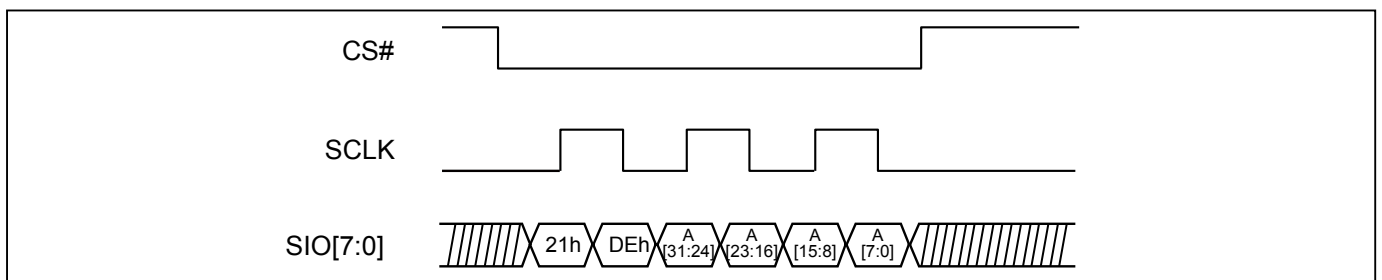 CS#
SCLK
SIO[7:0] 21h DEh A [31:24] A [23:16] A [15:8] A [7:0]